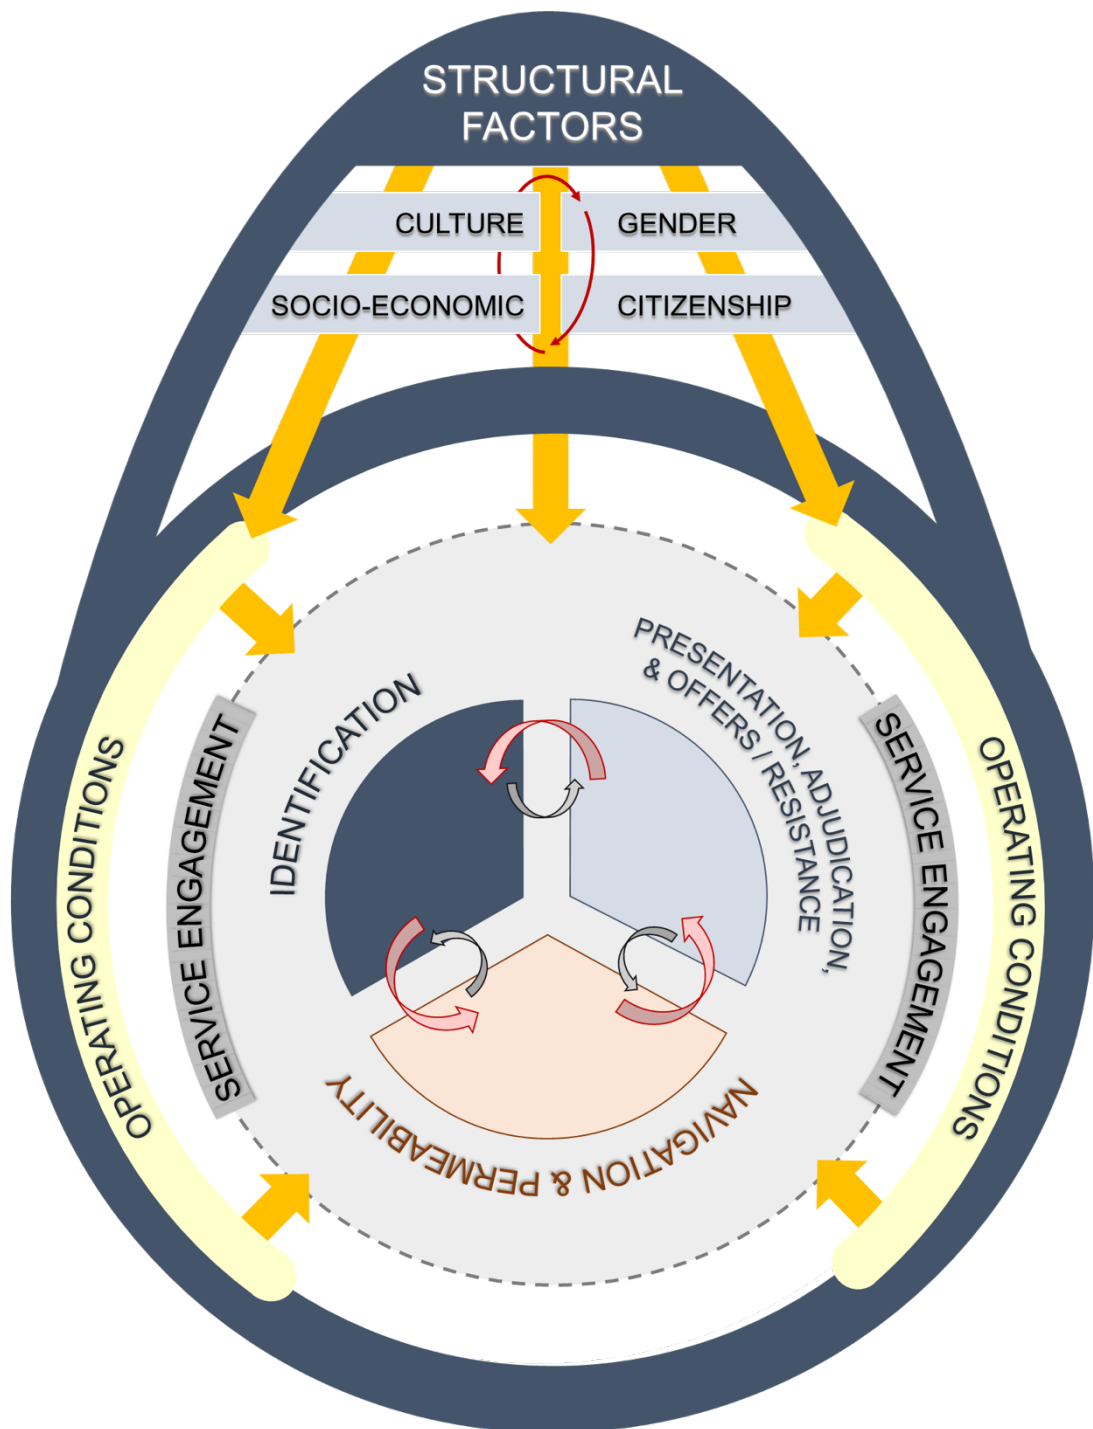 STRUCTURAL
FACTORS
CULTURE
GENDER
SOCIO-ECONOMIC
CITIZENSHIP
IDENTIFICATION
PRESENTATION, ADJUDICATION,
& OFFERS / RESISTANCE
NAVIGATION & PERMEABILITY
SERVICE ENGAGEMENT
SERVICE ENGAGEMENT
OPERATING CONDITIONS
OPERATING CONDITIONS